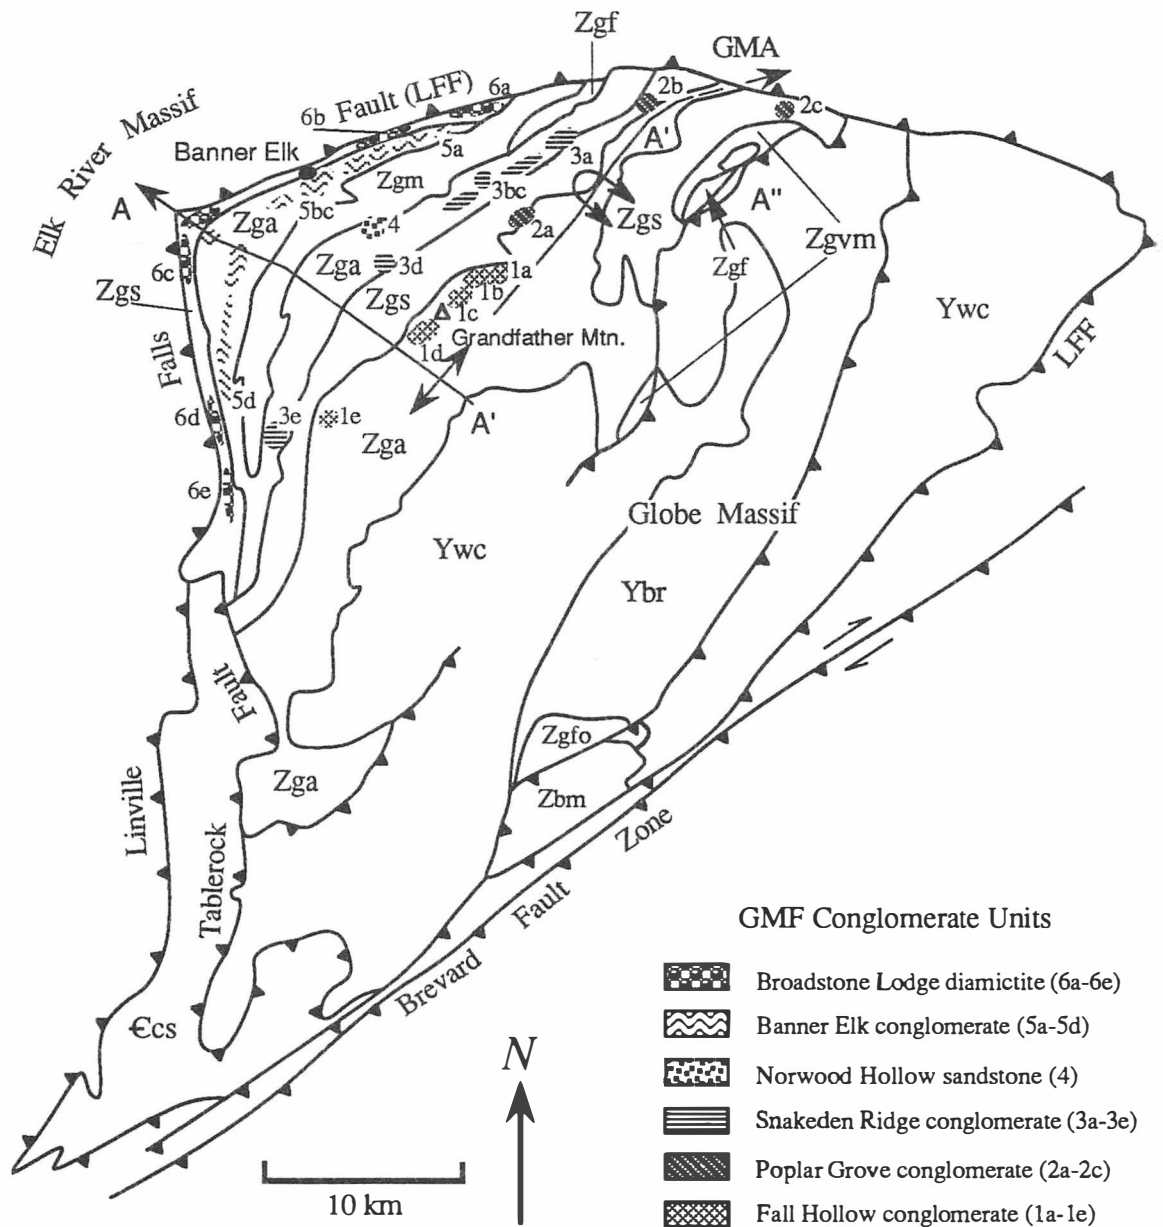 Zgf
GMA
6a
Fault (LFF)
6b
2b
2c
Elk River Massif
Banner Elk
5a
3a
A'
Zgm
A
Zga
5bc
3bc
Zgs
A"
4
2a
Zgvm
6c
Zga
3d
1a
Zgf
Zgs
Zgs
1b
1c
Ywc
Grandfather Mtn.
1d
LFF
Falls
5d
6d
3e
1e
A'
Zga
6e
Globe Massif
Ywc
Ybr
Fault
Zgfo
Zga
Zbm
Linville
Zone
Tablerock
Fault
Brevard
Єcs
N
10 km
GMF Conglomerate Units
Broadstone Lodge diamictite (6a-6e)
Banner Elk conglomerate (5a-5d)
Norwood Hollow sandstone (4)
Snakeden Ridge conglomerate (3a-3e)
Poplar Grove conglomerate (2a-2c)
Fall Hollow conglomerate (1a-1e)